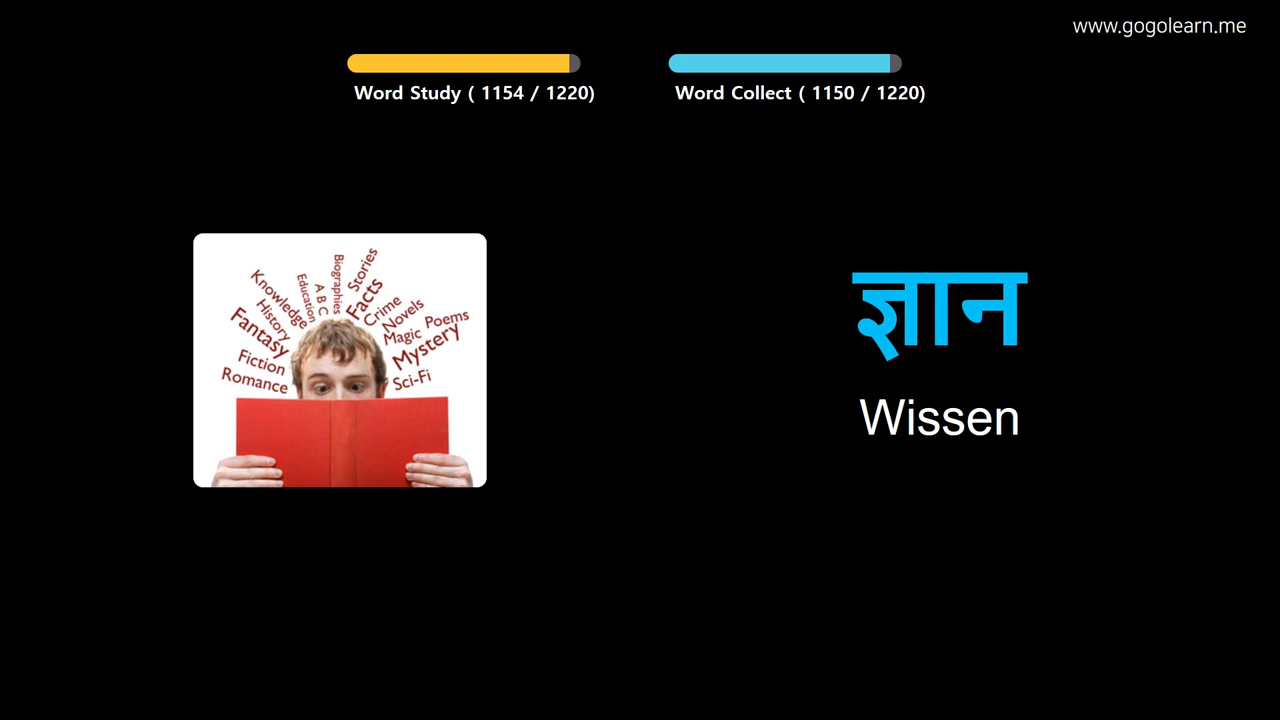 www.gogolearn.me
Word Study ( 1154 / 1220)
Word Collect ( 1150 / 1220)
Knowledge
History
Fantasy
Fiction
Romance
Education
A B C
Biographies
Stories
Facts
Crime
Novels
Magic
Poems
Mystery
Sci-Fi
ज्ञान
Wissen